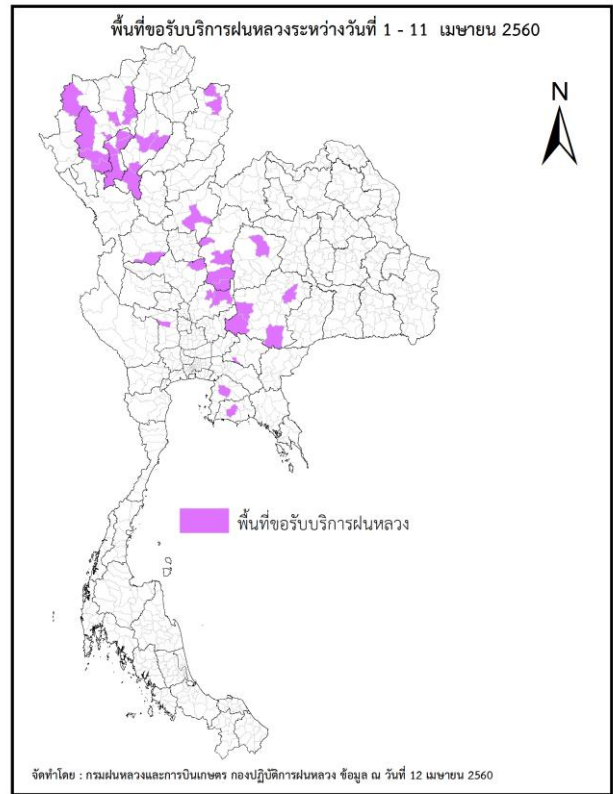 พื้นที่ขอรับบริการฝนหลวงระหว่างวันที่ 1 - 11 เมษายน 2560
N
พื้นที่ขอรับบริการฝนหลวง
จัดทำโดย : กรมฝนหลวงและการบินเกษตร กองปฏิบัติการฝนหลวง ข้อมูล ณ วันที่ 12 เมษายน 2560